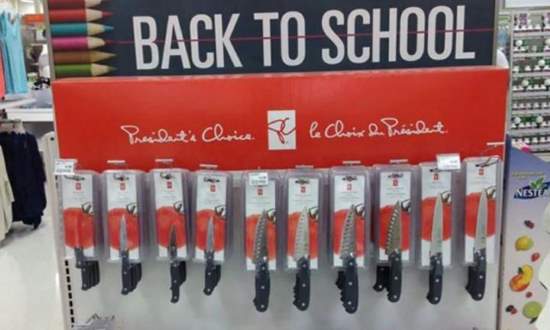 BACK TO SCHOOL
President's Choice
le Choix du Président
NESTEA